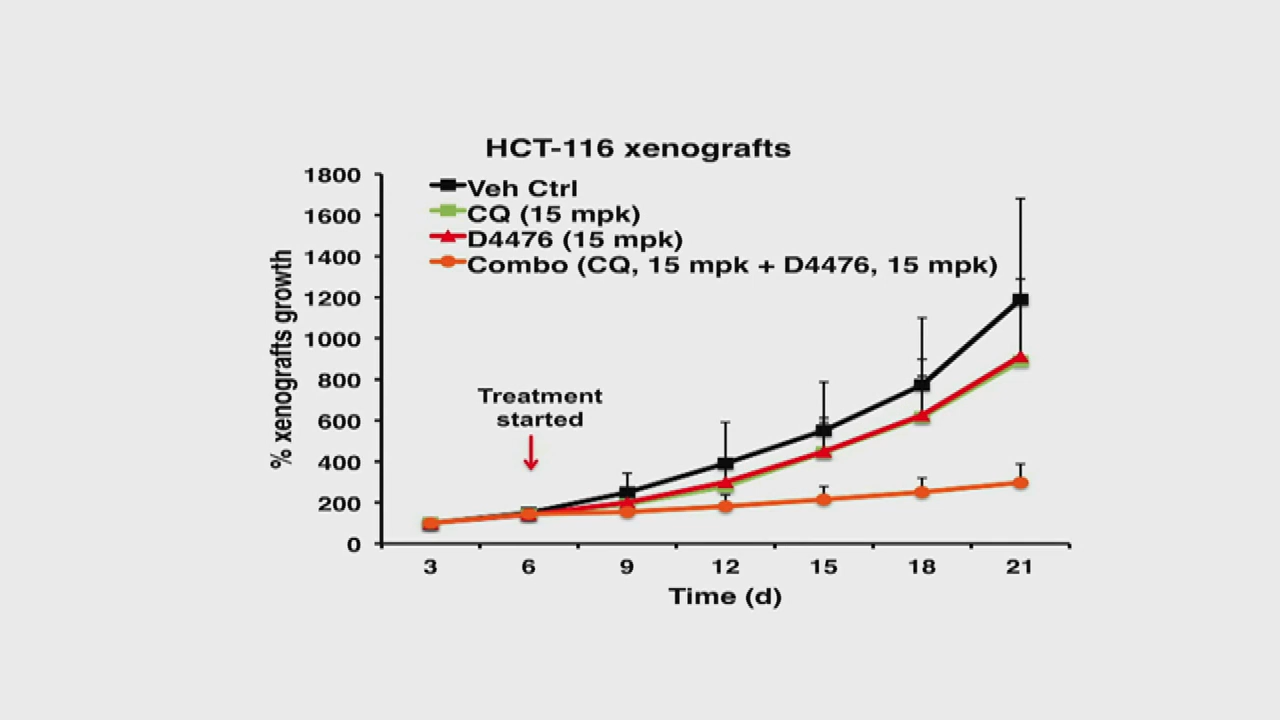 HCT-116 xenografts
1800
1600
1400
1200
1000
800
600
400
200
0
% xenografts growth
Veh Ctrl
CQ (15 mpk)
D4476 (15 mpk)
Combo (CQ, 15 mpk + D4476, 15 mpk)
Treatment
started
3 6 9 12 15 18 21
Time (d)